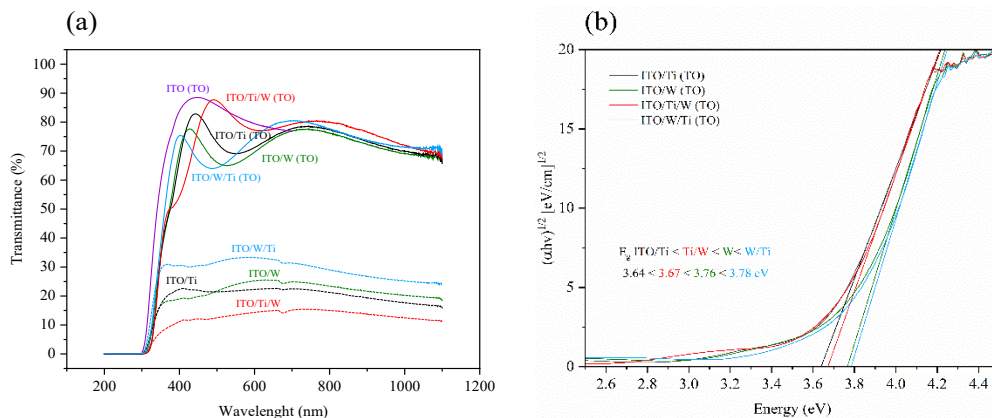 (a)
100
90
80
70
60
50
40
30
20
10
0
Transmittance (%)
ITO (TO)
ITO/Ti/W (TO)
ITO/Ti (TO)
ITO/W (TO)
ITO/W/Ti (TO)
ITO/W/Ti
ITO/W
ITO/Ti
ITO/Ti/W
200 400 600 800 1000 1200
Wavelenght (nm)
(b)
20
15
10
5
0
(αhν)1/2 [eV/cm]1/2
ITO/Ti (TO)
ITO/W (TO)
ITO/Ti/W (TO)
ITO/W/Ti (TO)
Eg ITO/Ti < Ti/W < W< W/Ti
3.64 < 3.67 < 3.76 < 3.78 eV
2.6 2.8 3.0 3.2 3.4 3.6 3.8 4.0 4.2 4.4
Energy (eV)